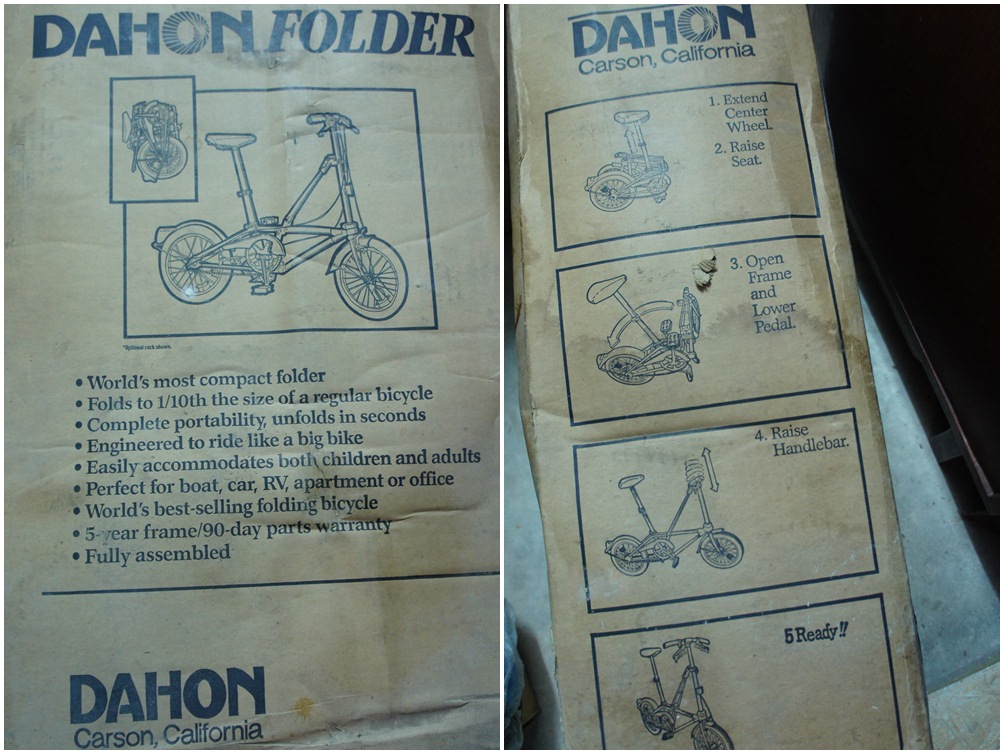 DAHON FOLDER
*Optional rack shown.
• World's most compact folder
• Folds to 1/10th the size of a regular bicycle
• Complete portability, unfolds in seconds
• Engineered to ride like a big bike
• Easily accommodates both children and adults
• Perfect for boat, car, RV, apartment or office
• World's best-selling folding bicycle
• 5-year frame/90-day parts warranty
• Fully assembled
DAHON
Carson, California
DAHON
Carson, California
1. Extend
Center
Wheel.
2. Raise
Seat.
3. Open
Frame
and
Lower
Pedal.
4. Raise
Handlebar.
5 Ready!!